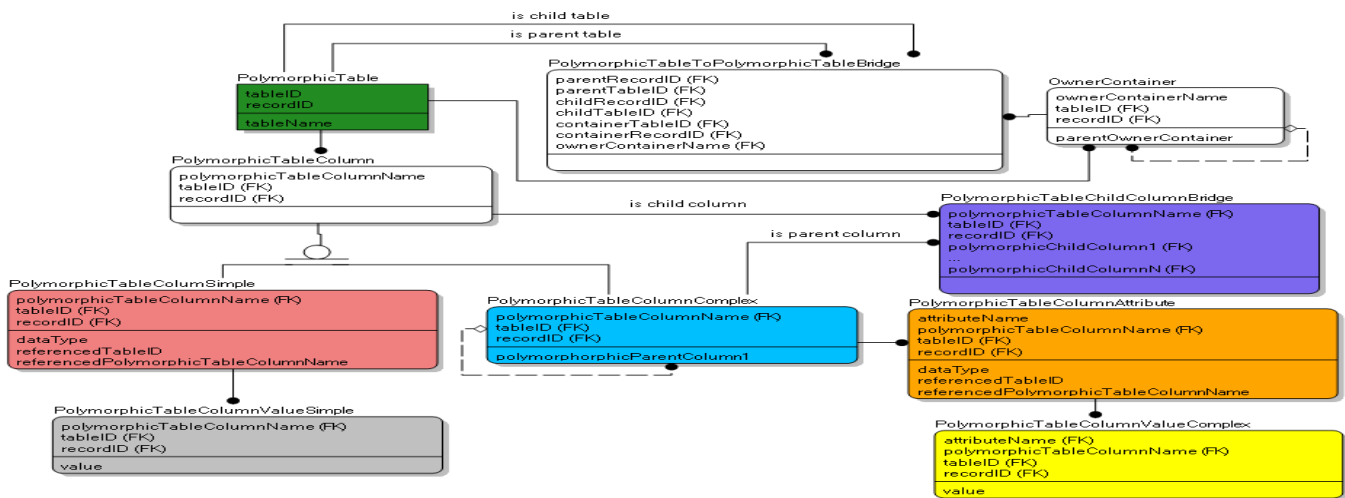 is child table
is parent table
PolymorphicTable
tableID
recordID
tableName
PolymorphicTableToPolymorphicTableBridge
parentRecordID (FK)
parentTableID (FK)
childRecordID (FK)
childTableID (FK)
containerTableID (FK)
containerRecordID (FK)
ownerContainerName (FK)
OwnerContainer
ownerContainerName
tableID (FK)
recordID (FK)
parentOwnerContainer
PolymorphicTableColumn
polymorphicTableColumnName
tableID (FK)
recordID (FK)
is child column
is parent column
PolymorphicTableChildColumnBridge
polymorphicTableColumnName (FK)
tableID (FK)
recordID (FK)
polymorphicChildColumn1 (FK)
...
polymorphicChildColumnN (FK)
PolymorphicTableColumSimple
polymorphicTableColumnName (FK)
tableID (FK)
recordID (FK)
dataType
referencedTableID
referencedPolymorphicTableColumnName
PolymorphicTableColumnComplex
polymorphicTableColumnName (FK)
tableID (FK)
recordID (FK)
polymorphorphicParentColumn1
PolymorphicTableColumnAttribute
attributeName
polymorphicTableColumnName (FK)
tableID (FK)
recordID (FK)
dataType
referencedTableID
referencedPolymorphicTableColumnName
PolymorphicTableColumnValueSimple
polymorphicTableColumnName (FK)
tableID (FK)
recordID (FK)
value
PolymorphicTableColumnValueComplex
attributeName (FK)
polymorphicTableColumnName (FK)
tableID (FK)
recordID (FK)
value